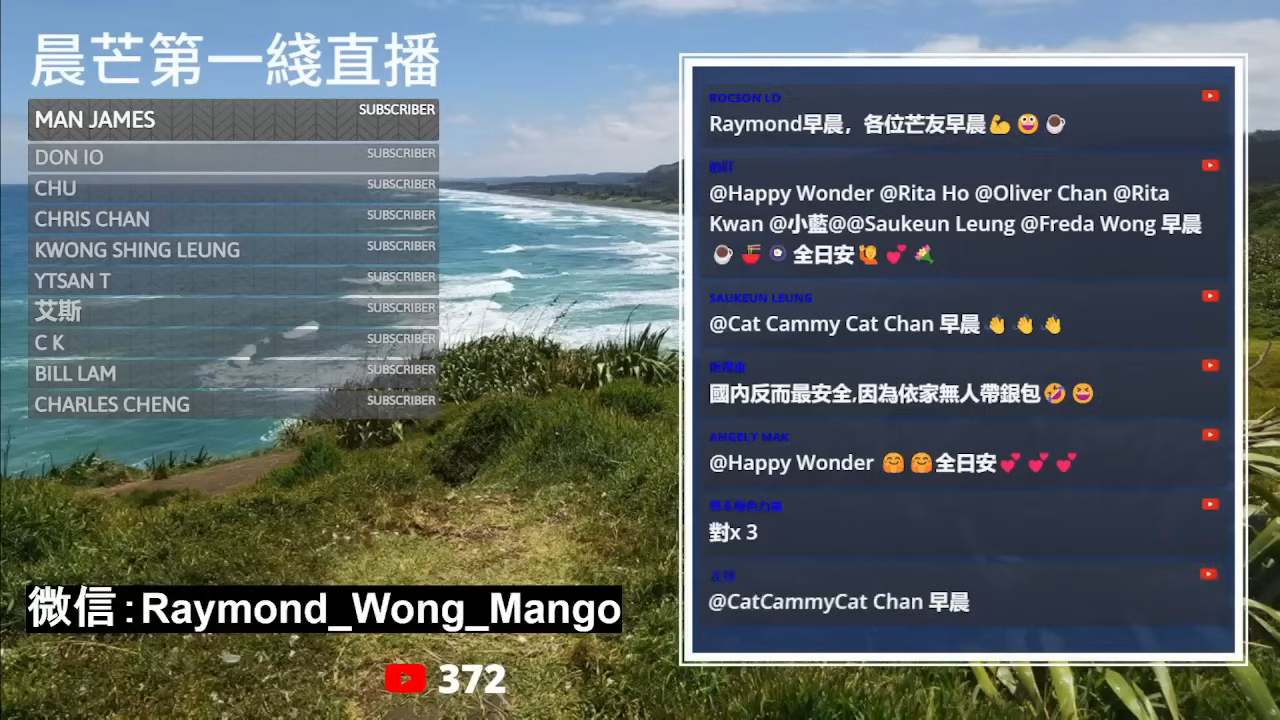 晨芒第一綫直播
MAN JAMES SUBSCRIBER
DON IO SUBSCRIBER
CHU SUBSCRIBER
CHRIS CHAN SUBSCRIBER
KWONG SHING LEUNG SUBSCRIBER
YTSAN T SUBSCRIBER
艾斯 SUBSCRIBER
C K SUBSCRIBER
BILL LAM SUBSCRIBER
CHARLES CHENG SUBSCRIBER
微信:Raymond_Wong_Mango
372
ROCSON LO
Raymond早晨，各位芒友早晨💪😀☕
@Happy Wonder @Rita Ho @Oliver Chan @Rita
Kwan @小藍@@Saukeun Leung @Freda Wong 早晨
☕🍜🍳全日安🙋💕💐
SAUKEUN LEUNG
@Cat Cammy Cat Chan 早晨👋👋👋
國內反而最安全,因為依家無人帶銀包🤣😆
ANGELY MAK
@Happy Wonder 🤗🤗全日安💕💕💕
對x 3
@CatCammyCat Chan 早晨